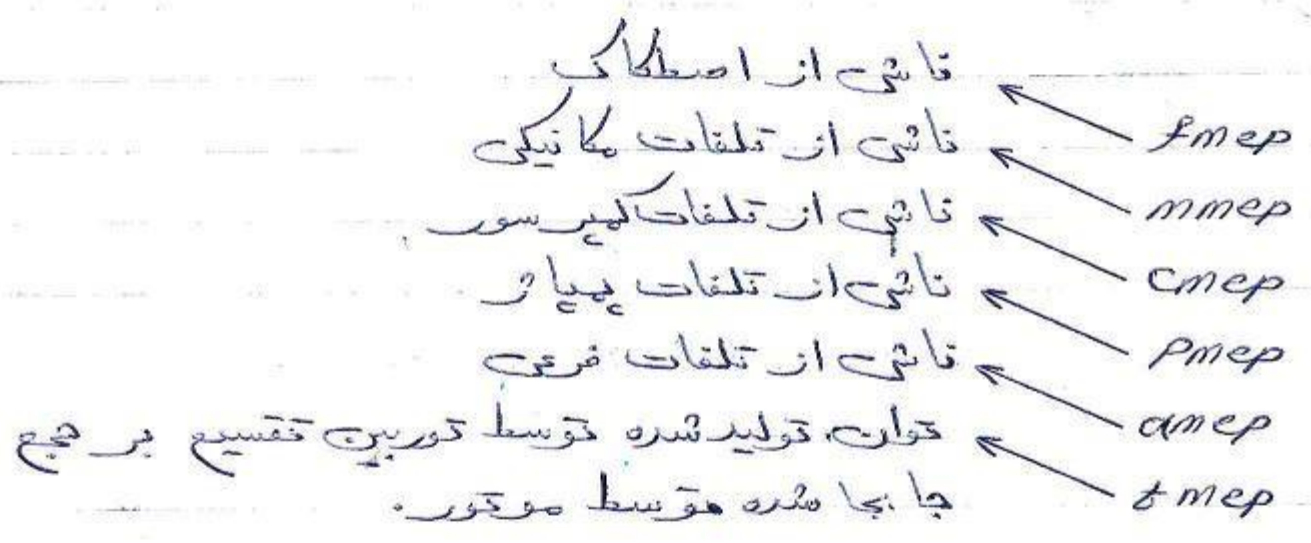 fmep ناشی از اصطکاک
mmep ناشی از تلفات مکانیکی
cmep ناشی از تلفات کمپرسور
pmep ناشی از تلفات پمپاژ
amep ناشی از تلفات فرعی
tmep توان تولید شده توسط توربین تقسیم بر حجم
جا بجا شده توسط موتور.